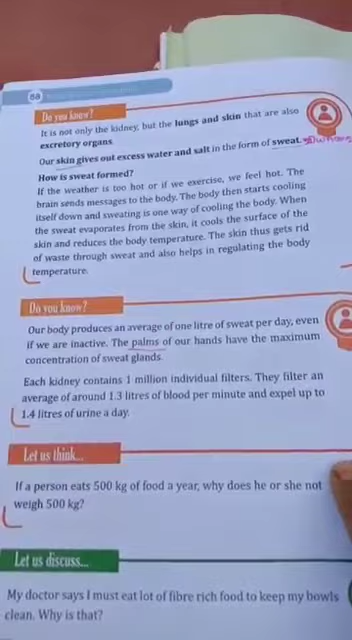 88
Do you know?
It is not only the kidney, but the lungs and skin that are also
excretory organs
Our skin gives out excess water and salt in the form of sweat.
How is sweat formed?
If the weather is too hot or if we exercise, we feel hot. The
brain sends messages to the body. The body then starts cooling
itself down and sweating is one way of cooling the body. When
the sweat evaporates from the skin, it cools the surface of the
skin and reduces the body temperature. The skin thus gets rid
of waste through sweat and also helps in regulating the body
temperature.
Do you know?
Our body produces an average of one litre of sweat per day, even
if we are inactive. The palms of our hands have the maximum
concentration of sweat glands.
Each kidney contains 1 million individual filters. They filter an
average of around 1.3 litres of blood per minute and expel up to
1.4 litres of urine a day.
Let us think...
If a person eats 500 kg of food a year, why does he or she not
weigh 500 kg?
Let us discuss...
My doctor says I must eat lot of fibre rich food to keep my bowls
clean. Why is that?